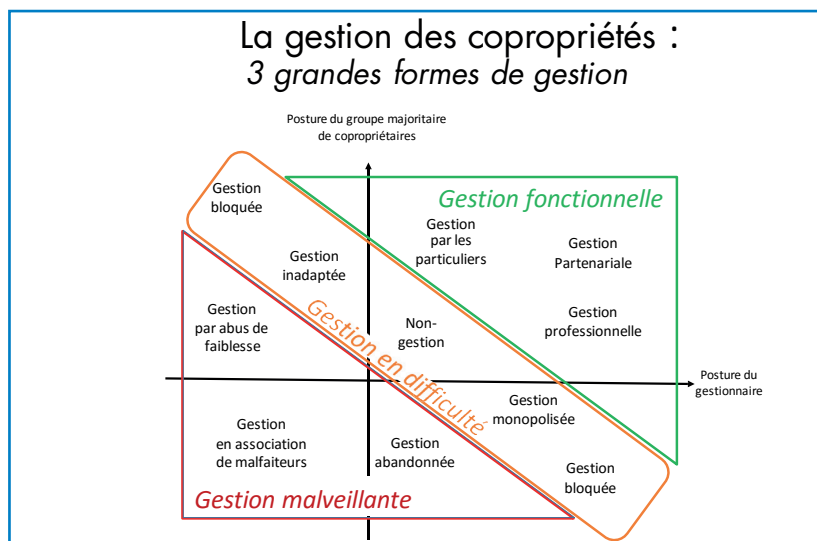 La gestion des copropriétés :
3 grandes formes de gestion
Posture du groupe majoritaire
de copropriétaires
Gestion
bloquée
Gestion fonctionnelle
Gestion
par les
particuliers
Gestion
Partenariale
Gestion
inadaptée
Gestion
par abus de
faiblesse
Non-
gestion
Gestion
professionnelle
Gestion en difficulté
Posture du
gestionnaire
Gestion
monopolisée
Gestion
en association
de malfaiteurs
Gestion
abandonnée
Gestion
bloquée
Gestion malveillante